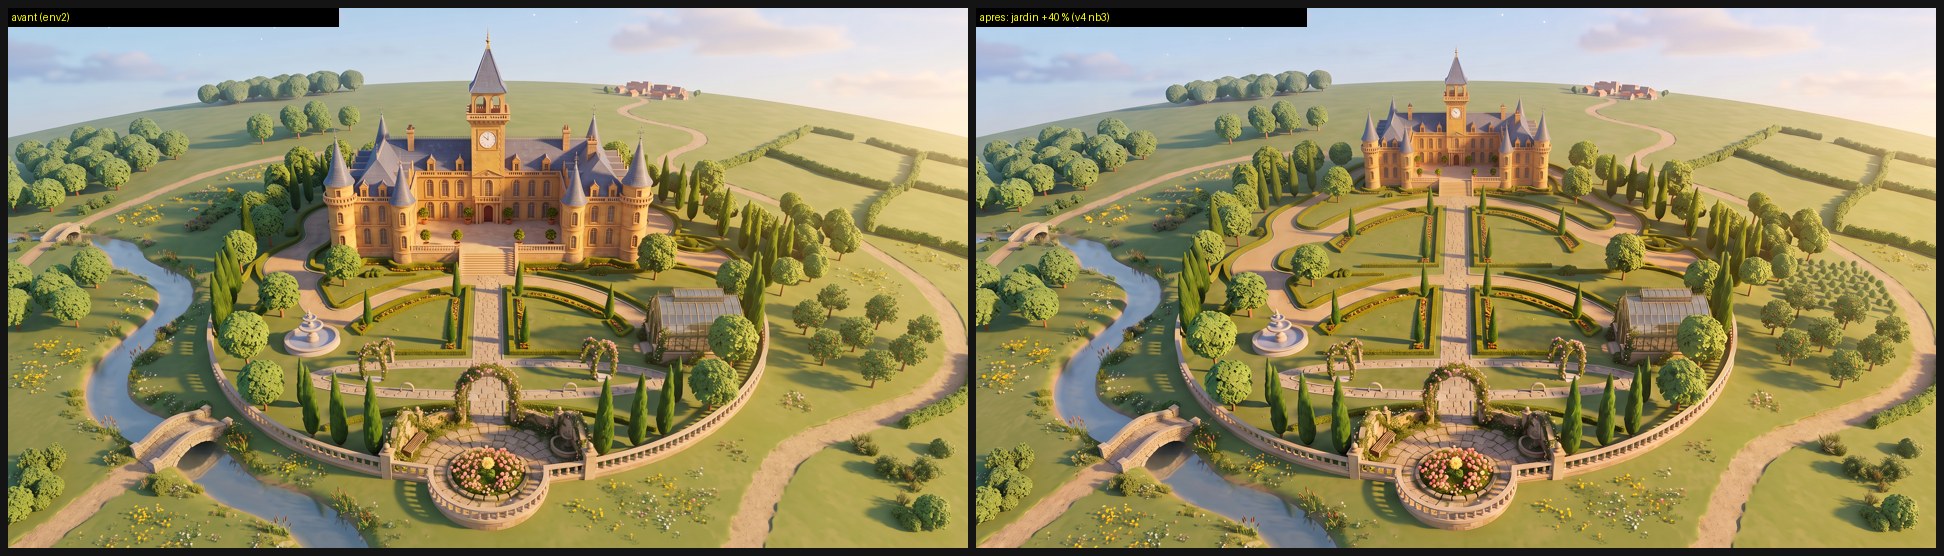 avant (env2)
apres: jardin +40 % (v4 nb3)